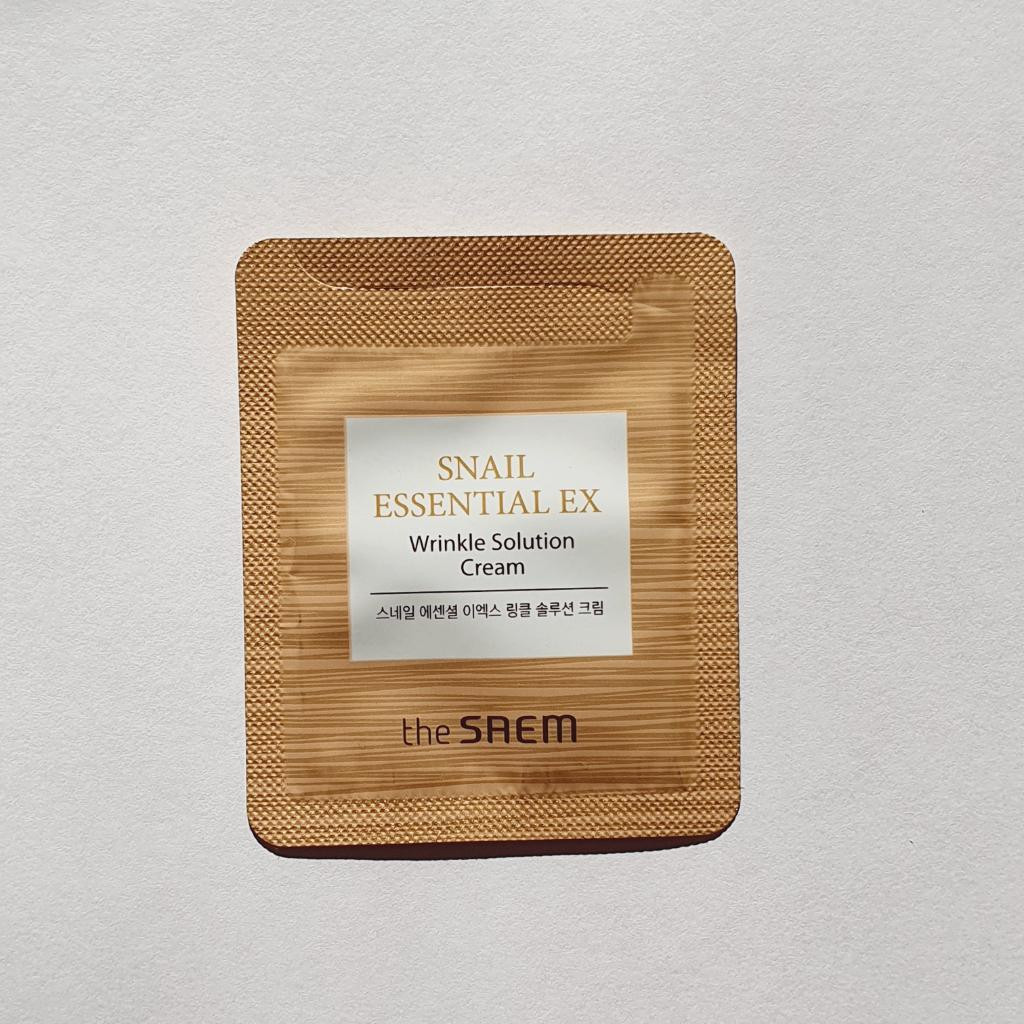 SNAIL
ESSENTIAL EX
Wrinkle Solution
Cream
스네일 에센셜 이엑스 링클 솔루션 크림
the SAEM